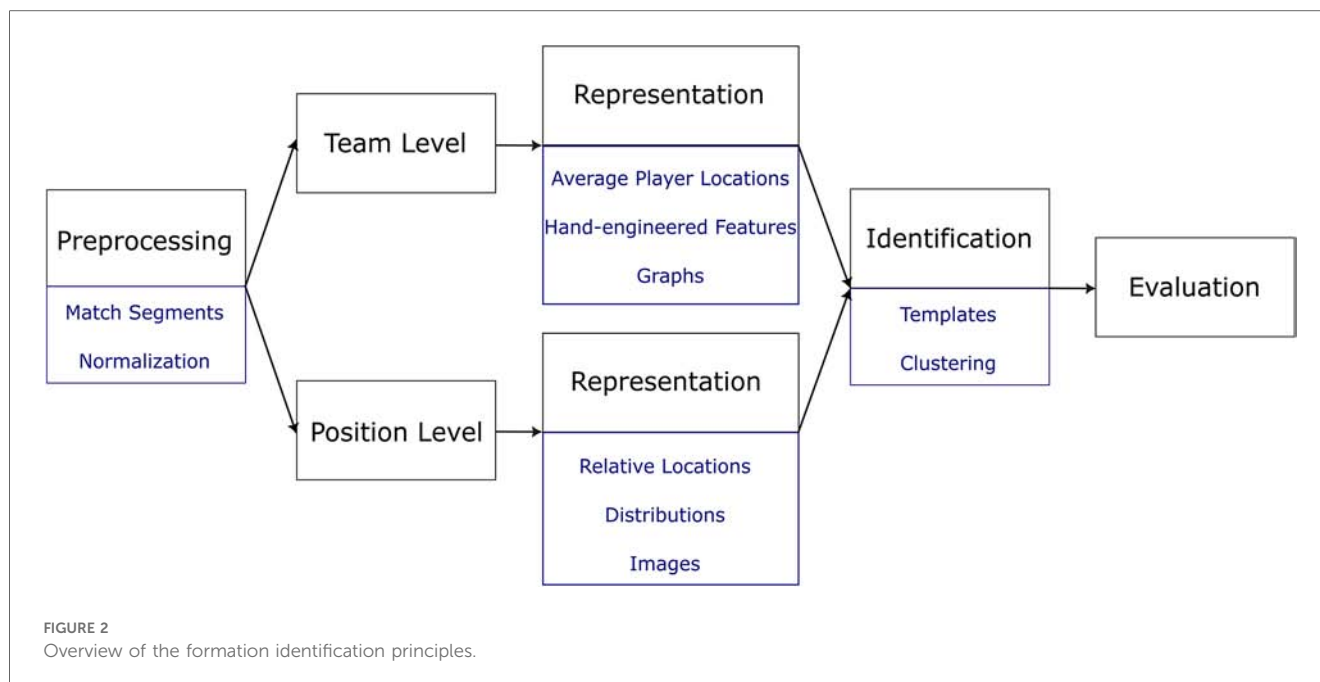 Preprocessing
Match Segments
Normalization
Team Level
Position Level
Representation
Average Player Locations
Hand-engineered Features
Graphs
Representation
Relative Locations
Distributions
Images
Identification
Templates
Clustering
Evaluation
FIGURE 2
Overview of the formation identification principles.